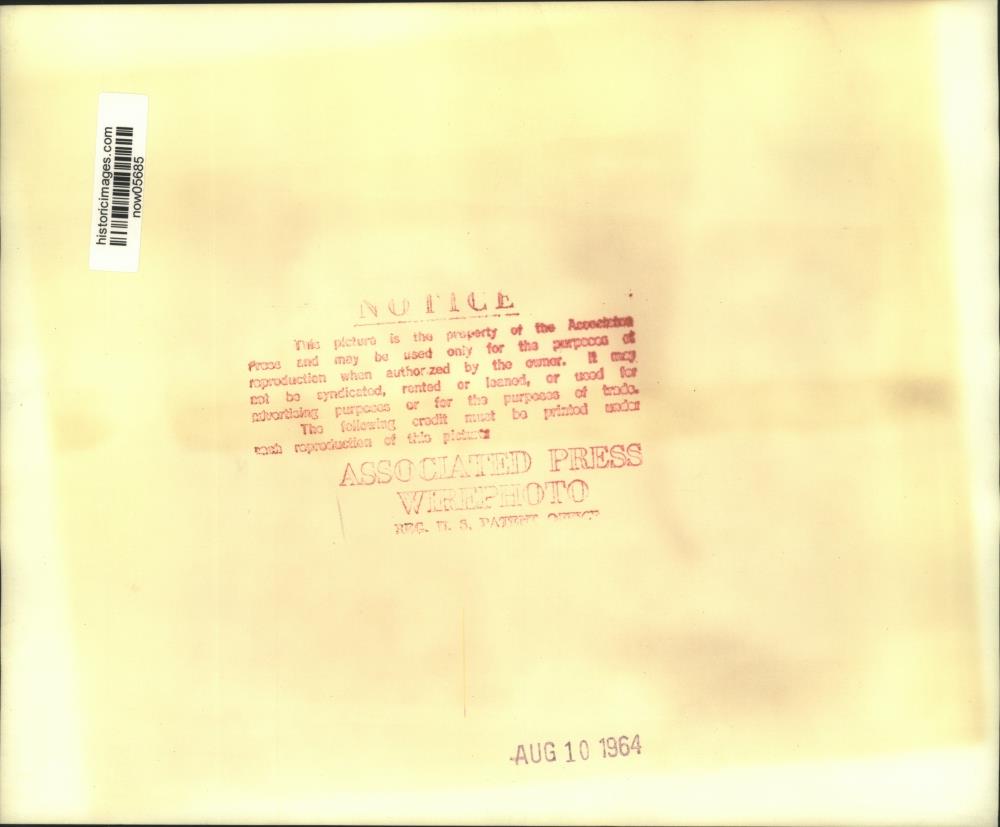 historicimages.com
now05685
NOTICE
This picture is the property of the Associated
Press and may be used only for the purposes of
reproduction when author.zed by the owner. It may
not be syndicated, rented or loaned, or used for
advertising purposes or for the purposes of trade.
The following credit must be printed under
each reproduction of this picture
ASSOCIATED PRESS
WIREPHOTO
REG. U. S. PATENT OFFICE
AUG 10 1964